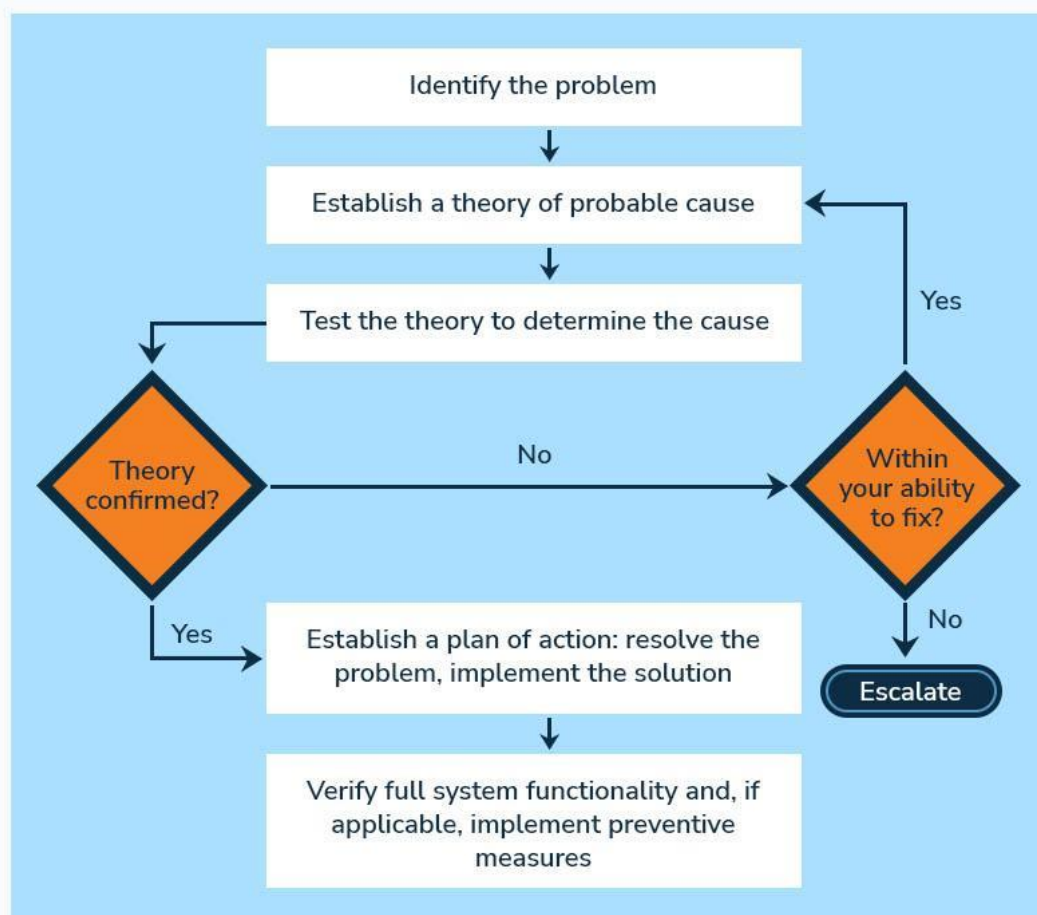 Identify the problem
Establish a theory of probable cause
Yes
Test the theory to determine the cause
Theory
confirmed?
No
Within
your ability
to fix?
Yes
Establish a plan of action: resolve the
problem, implement the solution
No
Escalate
Verify full system functionality and, if
applicable, implement preventive
measures